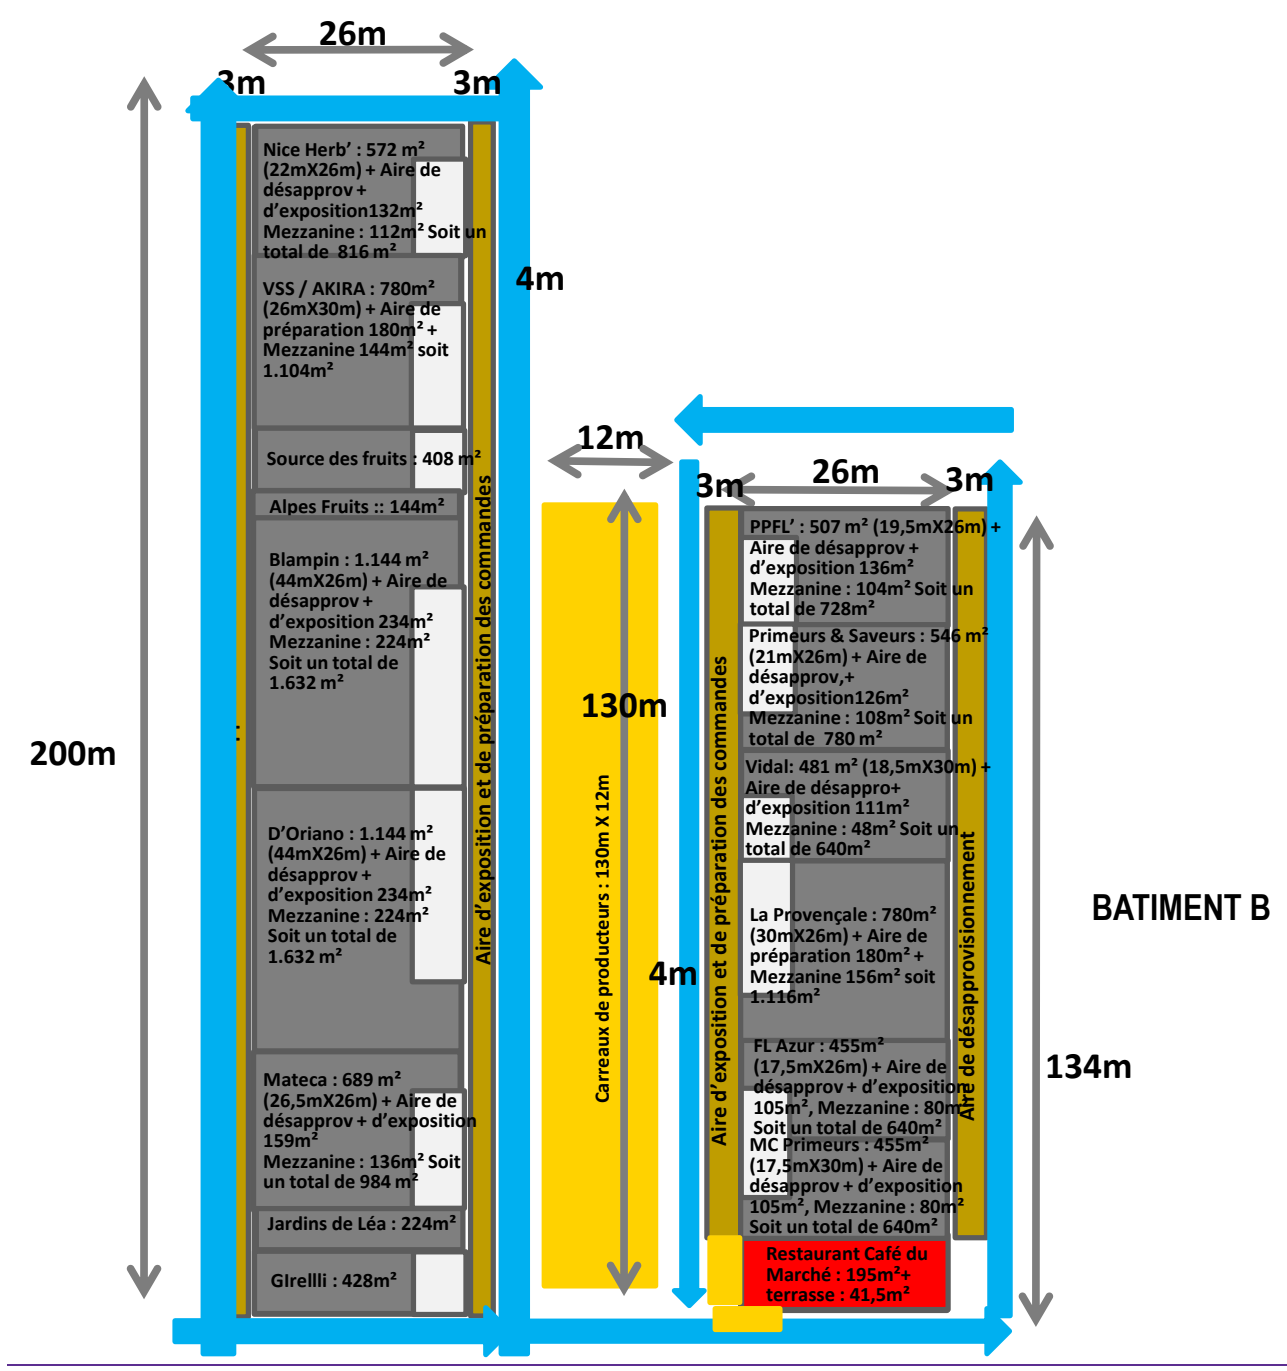 26m
3m
3m
200m
4m
Nice Herb’ : 572 m²
(22mX26m) + Aire de
désapprov +
d’exposition132m²
Mezzanine : 112m² Soit un
total de 816 m²
VSS / AKIRA : 780m²
(26mX30m) + Aire de
préparation 180m² +
Mezzanine 144m² soit
1.104m²
Source des fruits : 408 m²
Alpes Fruits :: 144m²
Blampin : 1.144 m²
(44mX26m) + Aire de
désapprov +
d’exposition 234m²
Mezzanine : 224m²
Soit un total de
1.632 m²
D’Oriano : 1.144 m²
(44mX26m) + Aire de
désapprov +
d’exposition 234m²
Mezzanine : 224m²
Soit un total de
1.632 m²
Mateca : 689 m²
(26,5mX26m) + Aire de
désapprov + d’exposition
159m²
Mezzanine : 136m² Soit
un total de 984 m²
Jardins de Léa : 224m²
GIrellli : 428m²
Aire d’exposition et de préparation des commandes
12m
130m
Carreaux de producteurs : 130m X 12m
4m
3m
26m
3m
Aire d’exposition et de préparation des commandes
PPFL’ : 507 m² (19,5mX26m) +
Aire de désapprov +
d’exposition 136m²
Mezzanine : 104m² Soit un
total de 728m²
Primeurs & Saveurs : 546 m²
(21mX26m) + Aire de
désapprov,+
d’exposition126m²
Mezzanine : 108m² Soit un
total de 780 m²
Vidal: 481 m² (18,5mX30m) +
Aire de désappro+
d’exposition 111m²
Mezzanine : 48m² Soit un
total de 640m²
La Provençale : 780m²
(30mX26m) + Aire de
préparation 180m² +
Mezzanine 156m² soit
1.116m²
FL Azur : 455m²
(17,5mX26m) + Aire de
désapprov + d’exposition
105m², Mezzanine : 80m²
Soit un total de 640m²
MC Primeurs : 455m²
(17,5mX30m) + Aire de
désapprov + d’exposition
105m², Mezzanine : 80m²
Soit un total de 640m²
Restaurant Café du
Marché : 195m²+
terrasse : 41,5m²
Aire de désapprovisionnement
134m
BATIMENT B